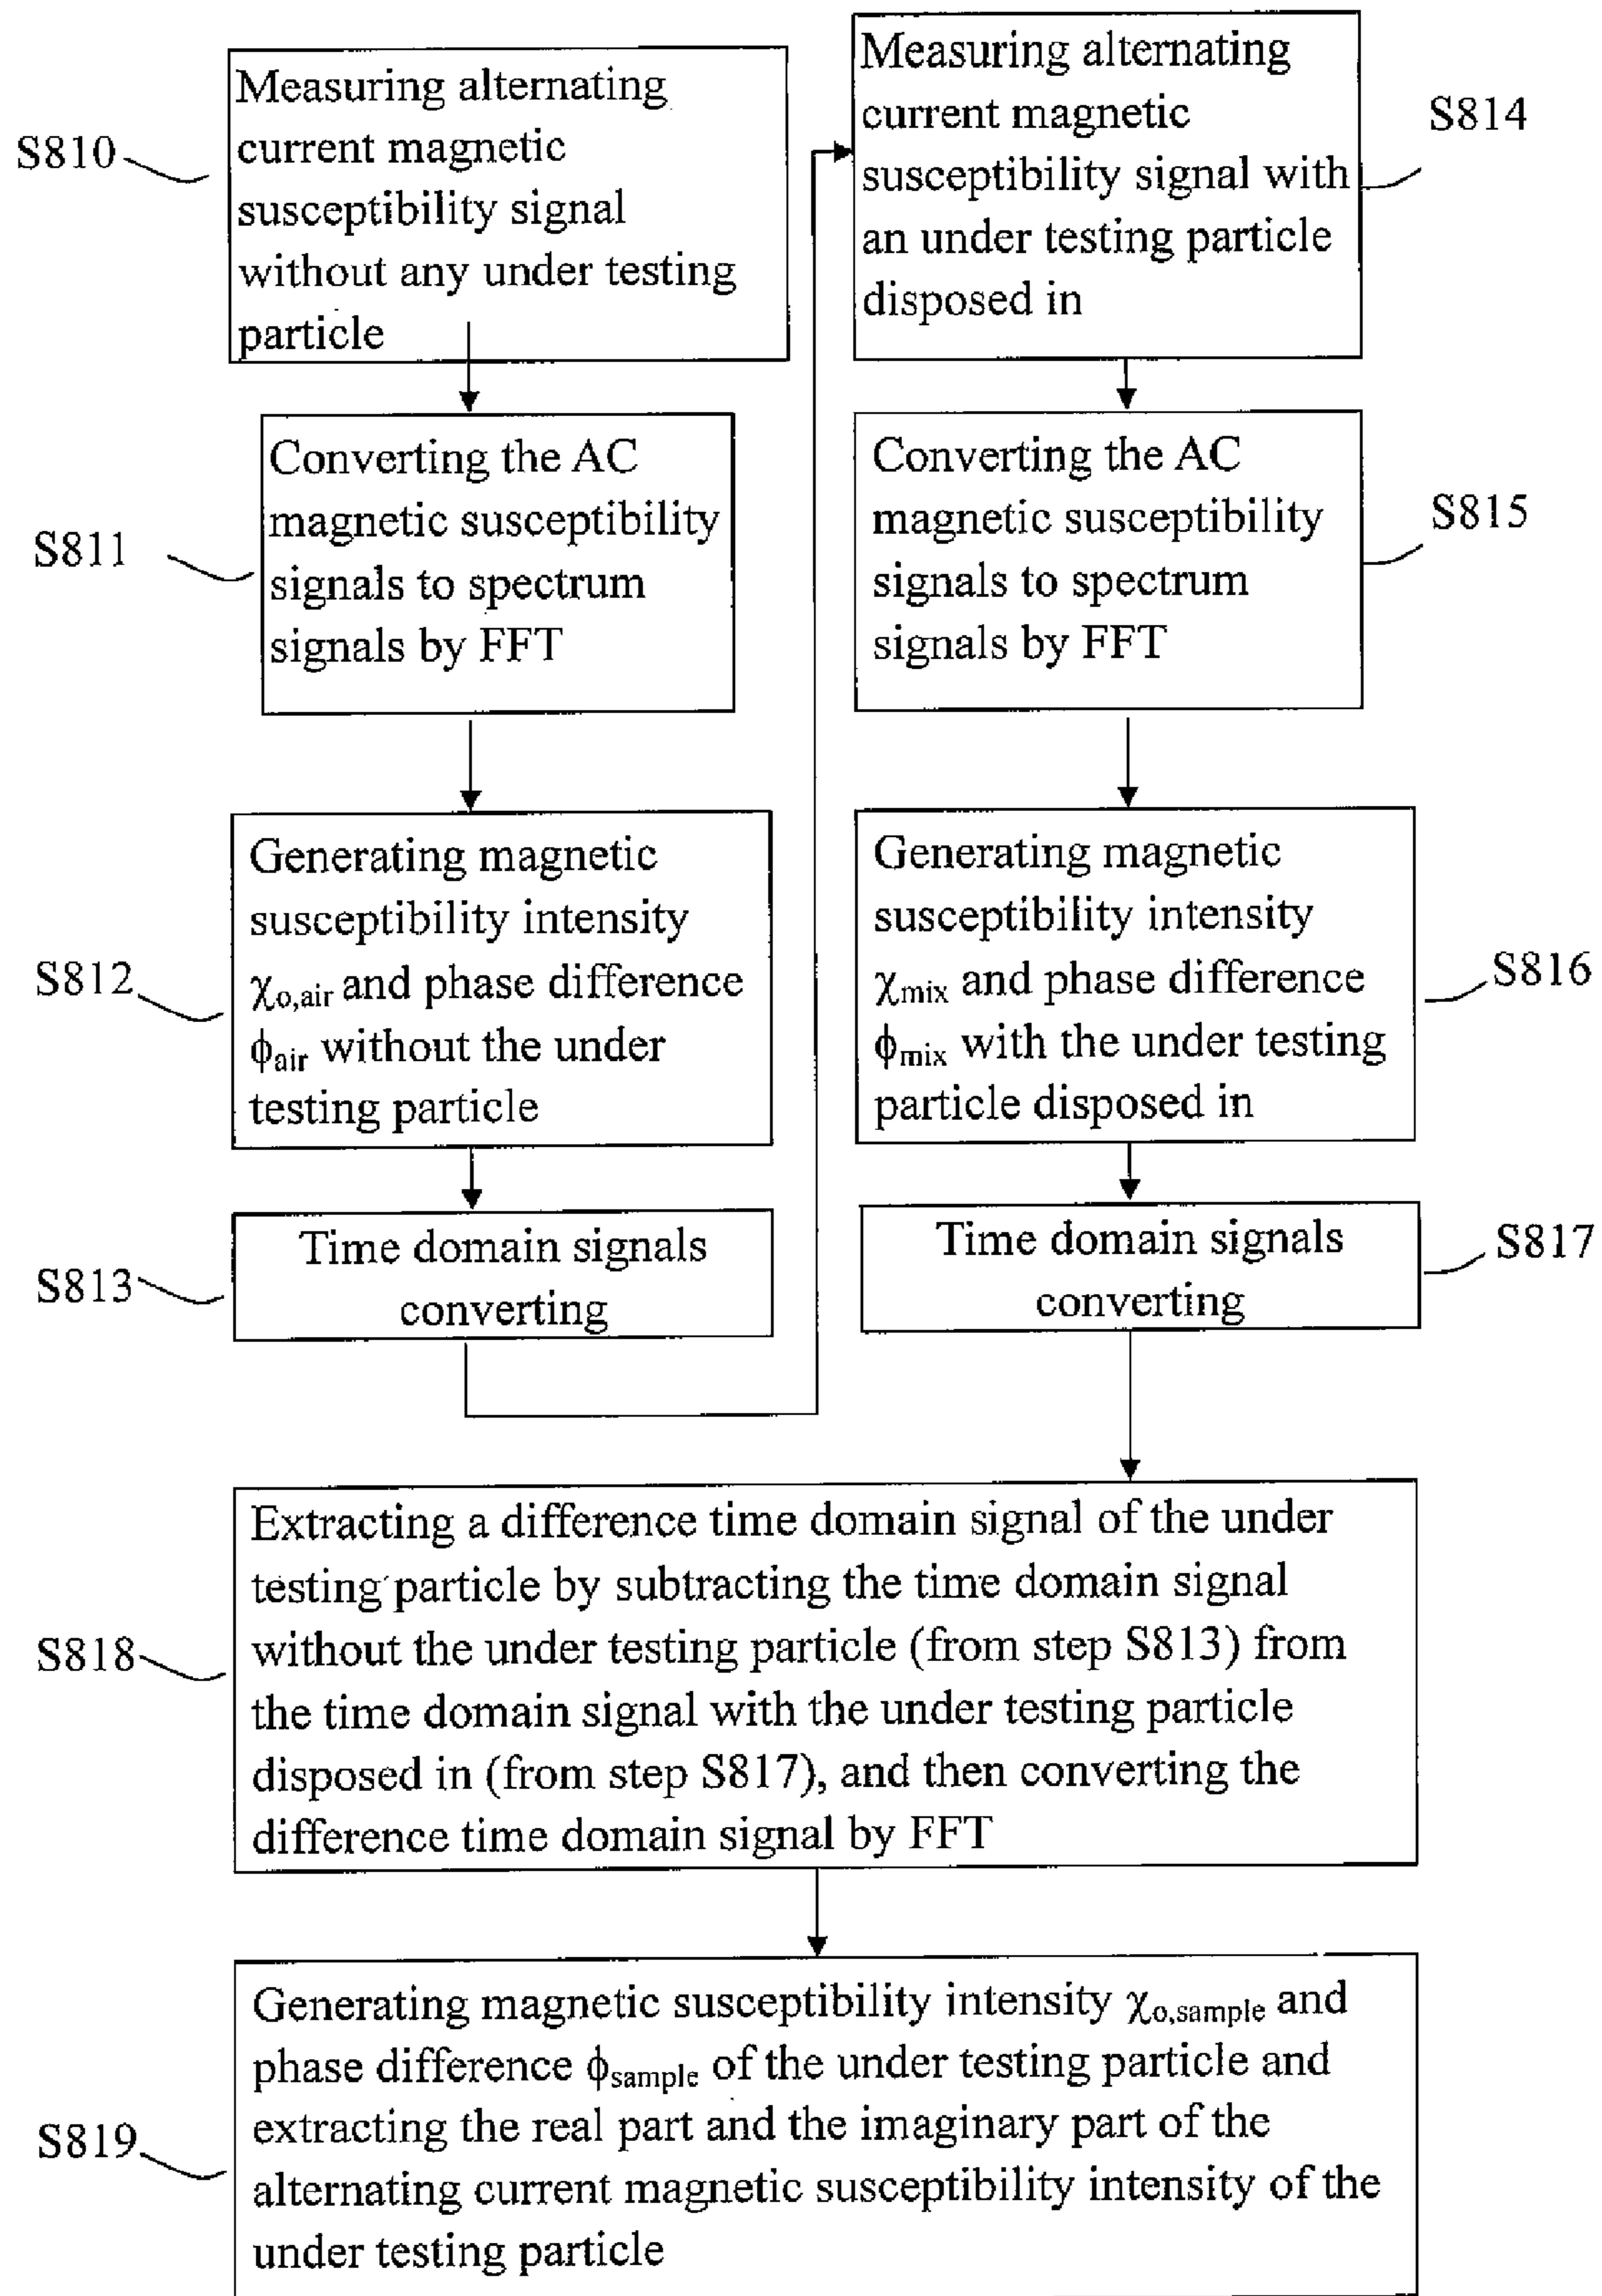 S810
Measuring alternating
current magnetic
susceptibility signal
without any under testing
particle
S811
Converting the AC
magnetic susceptibility
signals to spectrum
signals by FFT
S812
Generating magnetic
susceptibility intensity
χo,air and phase difference
ϕair without the under
testing particle
S813
Time domain signals
converting
S814
Measuring alternating
current magnetic
susceptibility signal with
an under testing particle
disposed in
S815
Converting the AC
magnetic susceptibility
signals to spectrum
signals by FFT
S816
Generating magnetic
susceptibility intensity
χmix and phase difference
ϕmix with the under testing
particle disposed in
S817
Time domain signals
converting
S818
Extracting a difference time domain signal of the under
testing particle by subtracting the time domain signal
without the under testing particle (from step S813) from
the time domain signal with the under testing particle
disposed in (from step S817), and then converting the
difference time domain signal by FFT
S819
Generating magnetic susceptibility intensity χo,sample and
phase difference ϕsample of the under testing particle and
extracting the real part and the imaginary part of the
alternating current magnetic susceptibility intensity of the
under testing particle